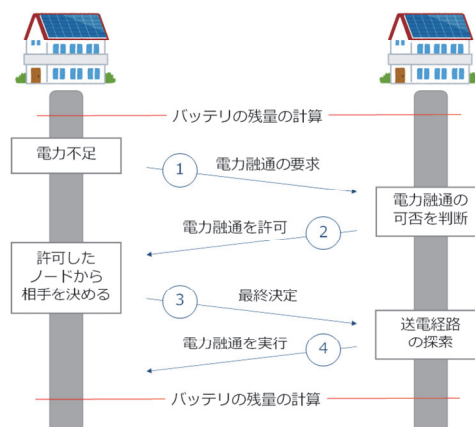 バッテリの残量の計算
電力不足
1
電力融通の要求
電力融通の
可否を判断
電力融通を許可
2
許可した
ノードから
相手を決める
3
最終決定
送電経路
の探索
電力融通を実行
4
バッテリの残量の計算